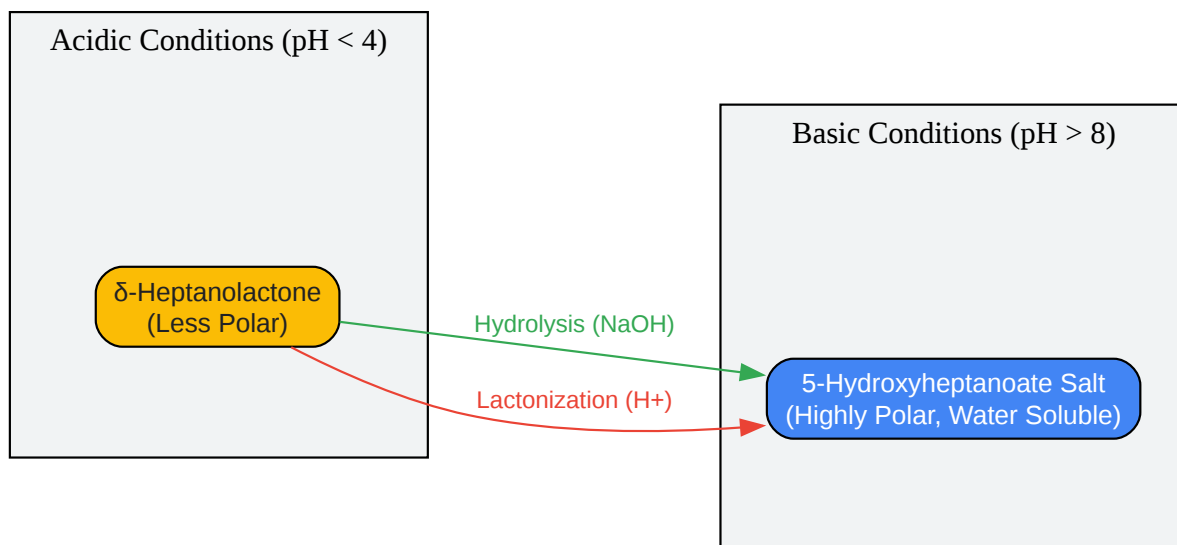 Acidic Conditions (pH < 4)
Basic Conditions (pH > 8)
δ-Heptanolactone
(Less Polar)
Hydrolysis (NaOH)
Lactonization (H+)
5-Hydroxyheptanoate Salt
(Highly Polar, Water Soluble)